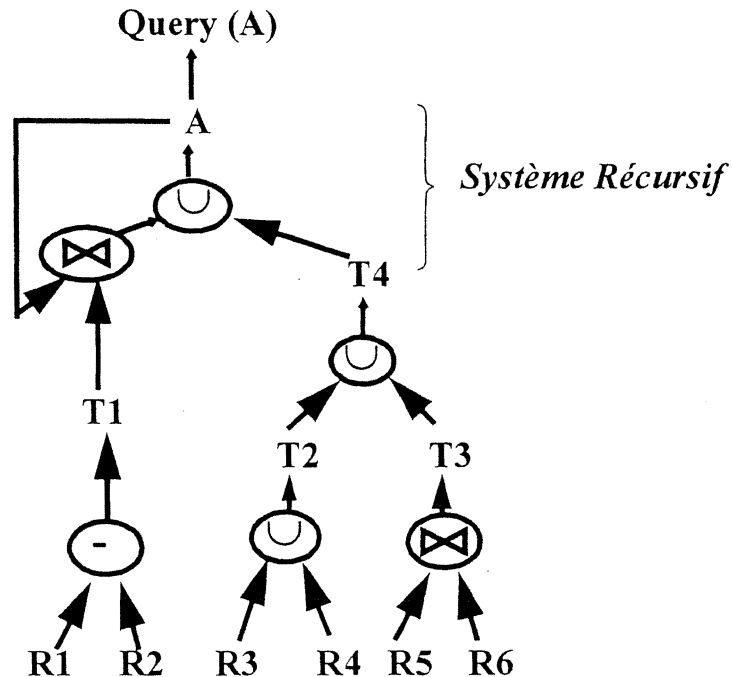 Query (A)
A
Système Récursif
T4
T1
T2
T3
-
R1 R2 R3 R4 R5 R6